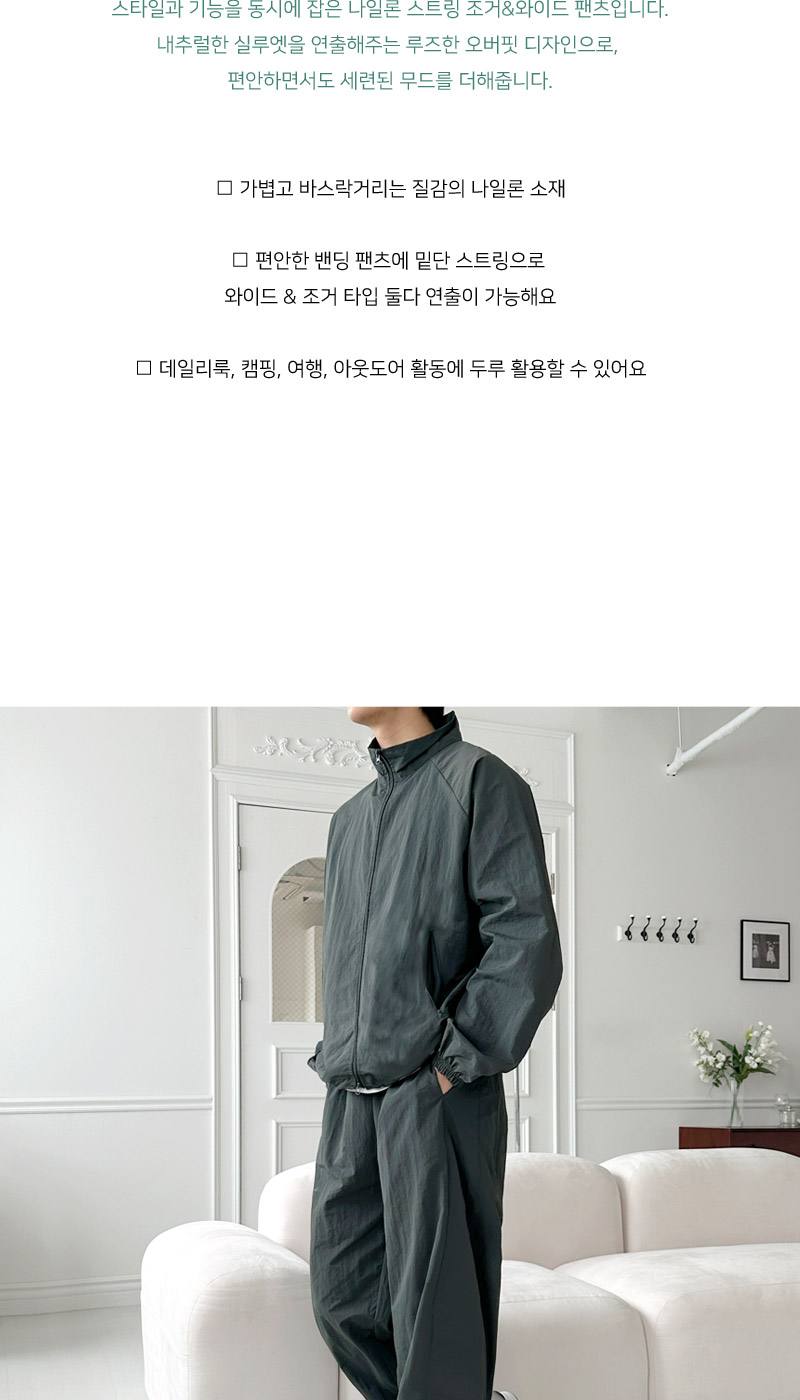 스타일과 기능을 동시에 잡은 나일론 스트링 조거&와이드 팬츠입니다.
내추럴한 실루엣을 연출해주는 루즈한 오버핏 디자인으로,
편안하면서도 세련된 무드를 더해줍니다.
□ 가볍고 바스락거리는 질감의 나일론 소재
□ 편안한 밴딩 팬츠에 밑단 스트링으로
와이드 & 조거 타입 둘다 연출이 가능해요
□ 데일리룩, 캠핑, 여행, 아웃도어 활동에 두루 활용할 수 있어요